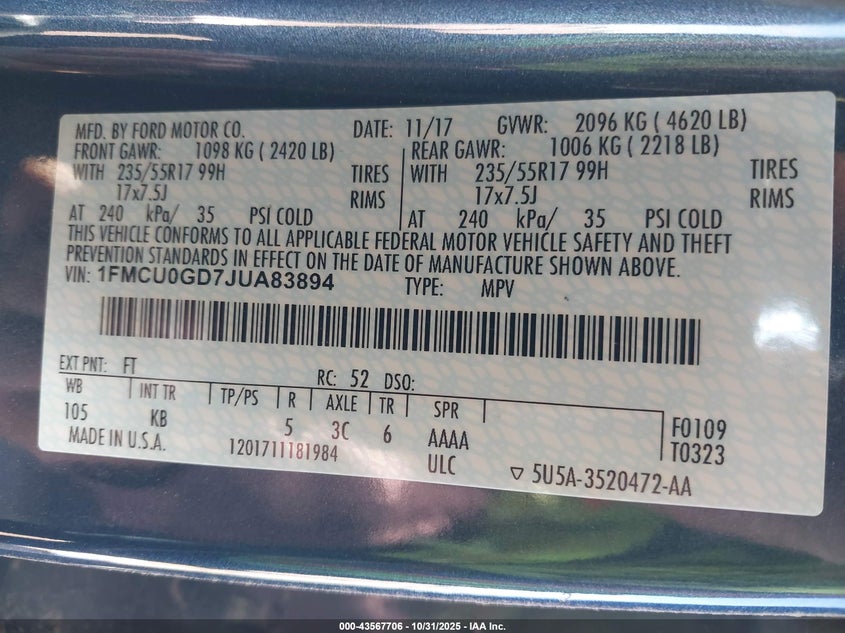 MFD. BY FORD MOTOR CO. DATE: 11/17 GVWR: 2096 KG ( 4620 LB)
FRONT GAWR: 1098 KG ( 2420 LB) REAR GAWR: 1006 KG ( 2218 LB)
WITH 235/55R17 99H TIRES WITH 235/55R17 99H TIRES
17x7.5J RIMS 17x7.5J RIMS
AT 240 kPa/ 35 PSI COLD AT 240 kPa/ 35 PSI COLD
THIS VEHICLE CONFORMS TO ALL APPLICABLE FEDERAL MOTOR VEHICLE SAFETY AND THEFT
PREVENTION STANDARDS IN EFFECT ON THE DATE OF MANUFACTURE SHOWN ABOVE.
VIN: 1FMCU0GD7JUA83894 TYPE: MPV
EXT PNT: FT RC: 52 DSO:
WB INT TR TP/PS R AXLE TR SPR
105 KB 5 3C 6 AAAA F0109
MADE IN U.S.A. 1201711181984 ULC T0323
▽ 5U5A-3520472-AA
000-43567706 - 10/31/2025 - IAA Inc.